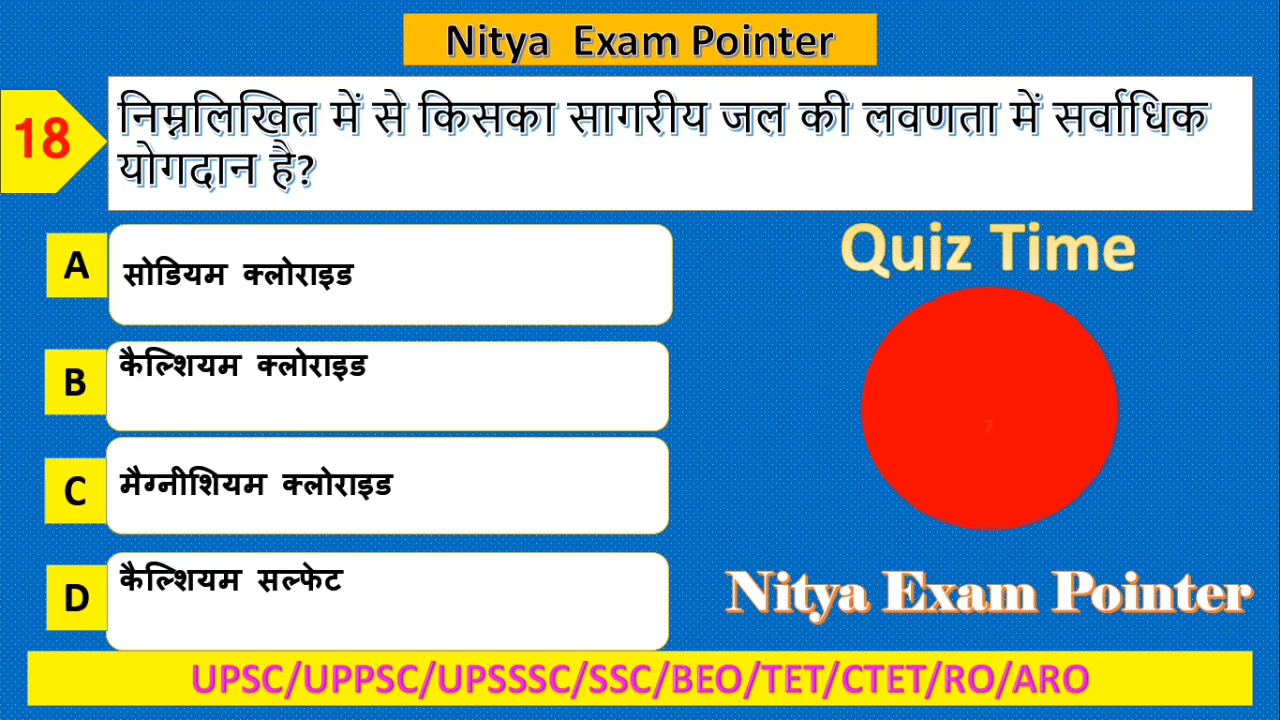 Nitya Exam Pointer
18
निम्नलिखित में से किसका सागरीय जल की लवणता में सर्वाधिक
योगदान है?
Quiz Time
A
सोडियम क्लोराइड
B
कैल्शियम क्लोराइड
7
C
मैग्नीशियम क्लोराइड
D
कैल्शियम सल्फेट
Nitya Exam Pointer
UPSC/UPPSC/UPSSSC/SSC/BEO/TET/CTET/RO/ARO